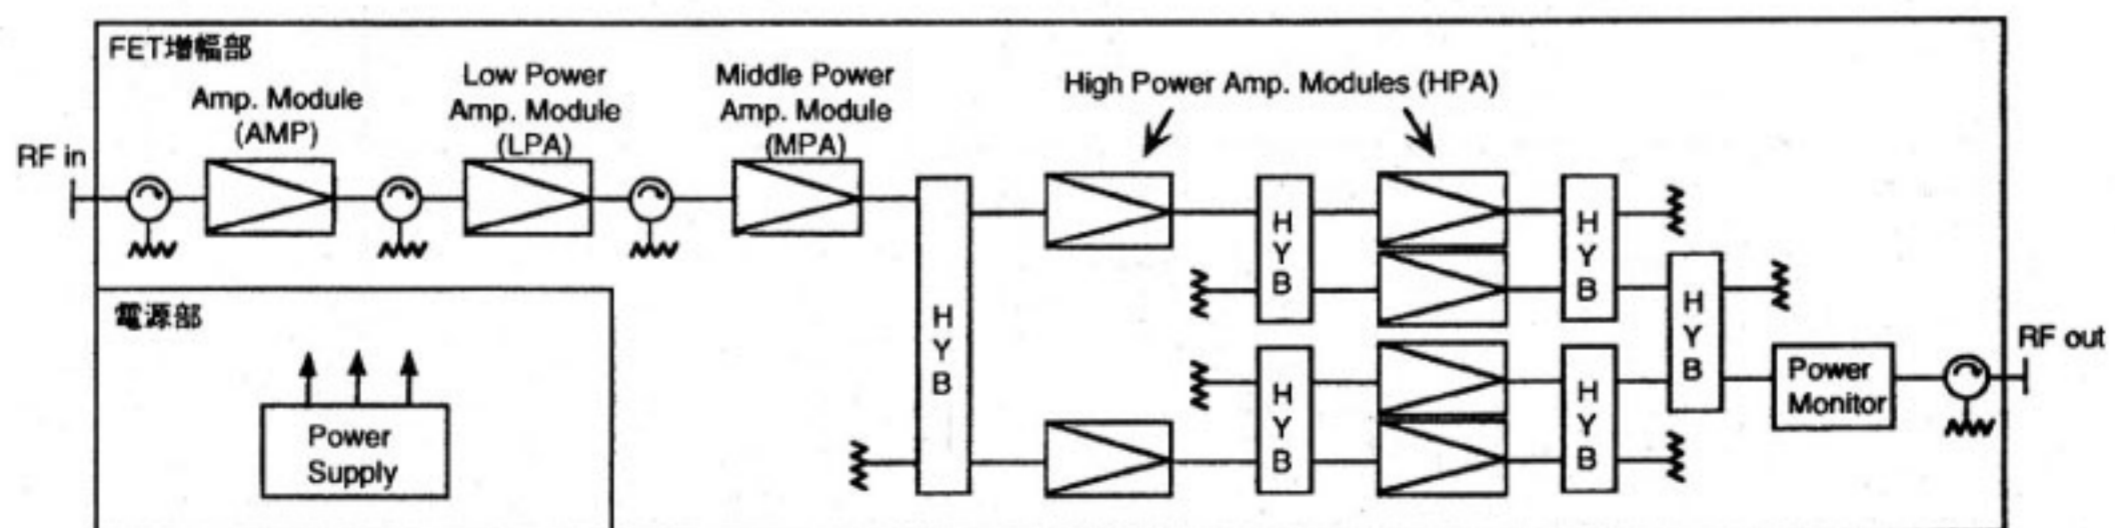 FET増幅部
Amp. Module
(AMP)
Low Power
Amp. Module
(LPA)
Middle Power
Amp. Module
(MPA)
High Power Amp. Modules (HPA)
RF in
H
Y
B
H
Y
B
H
Y
B
H
Y
B
H
Y
B
H
Y
B
Power
Monitor
RF out
電源部
Power
Supply